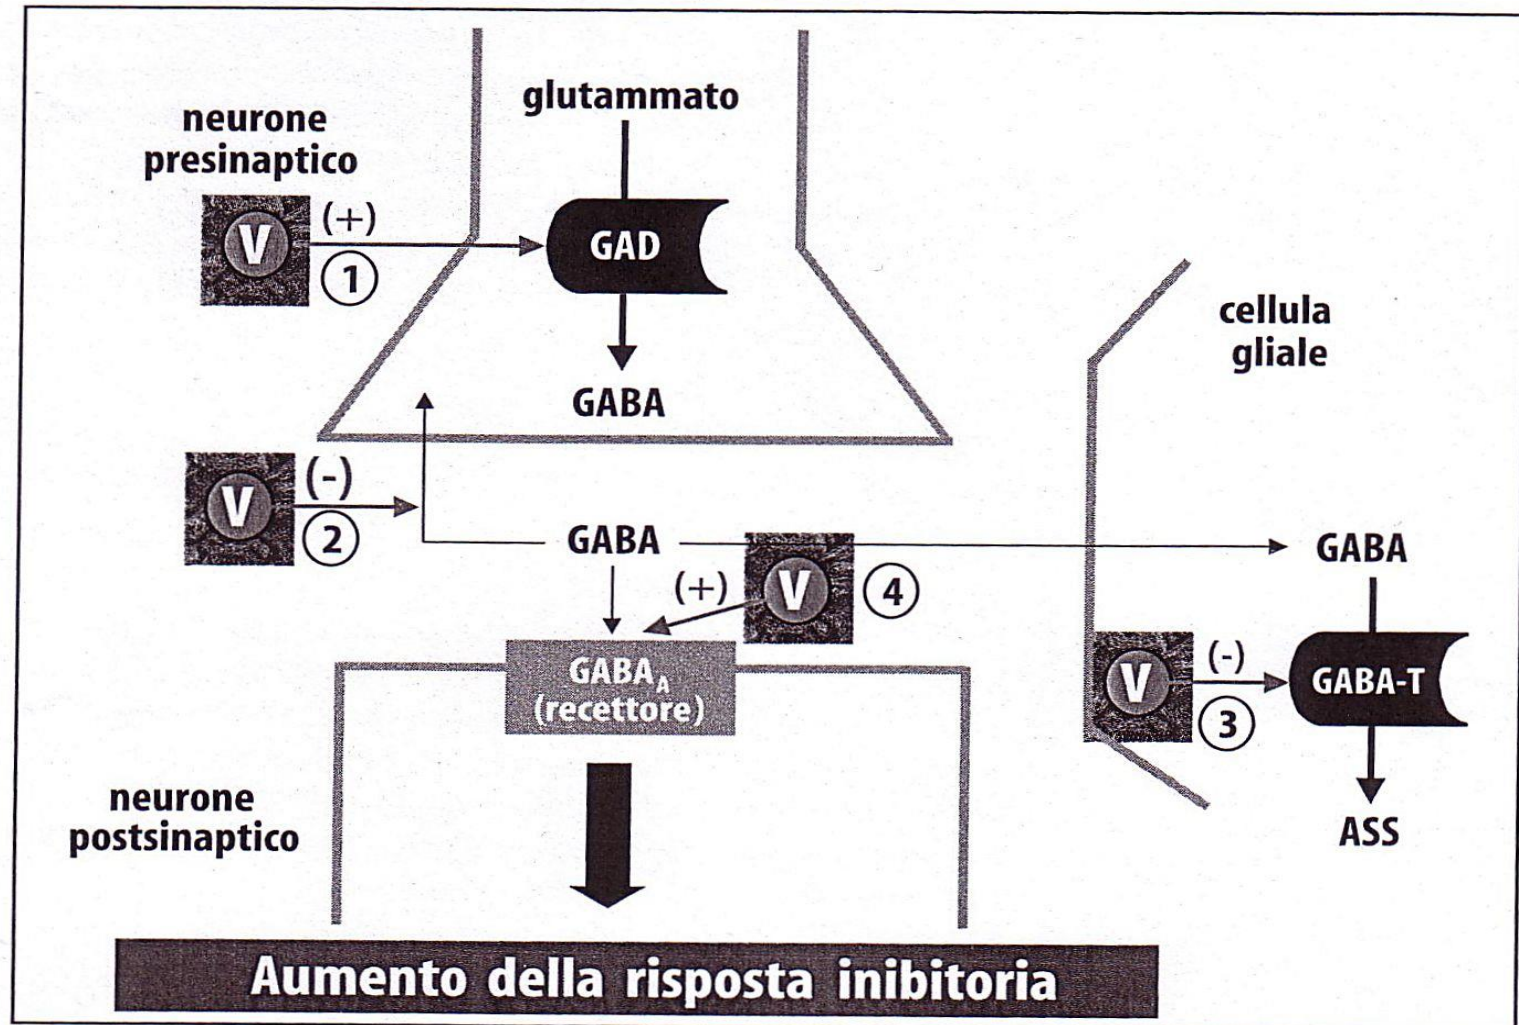 glutammato
neurone
presinaptico
V
(+)
1
GAD
GABA
cellula
gliale
V
(-)
2
GABA
GABA
(+)
V
4
GABA_A
(recettore)
V
(-)
3
GABA-T
ASS
neurone
postsinaptico
Aumento della risposta inibitoria